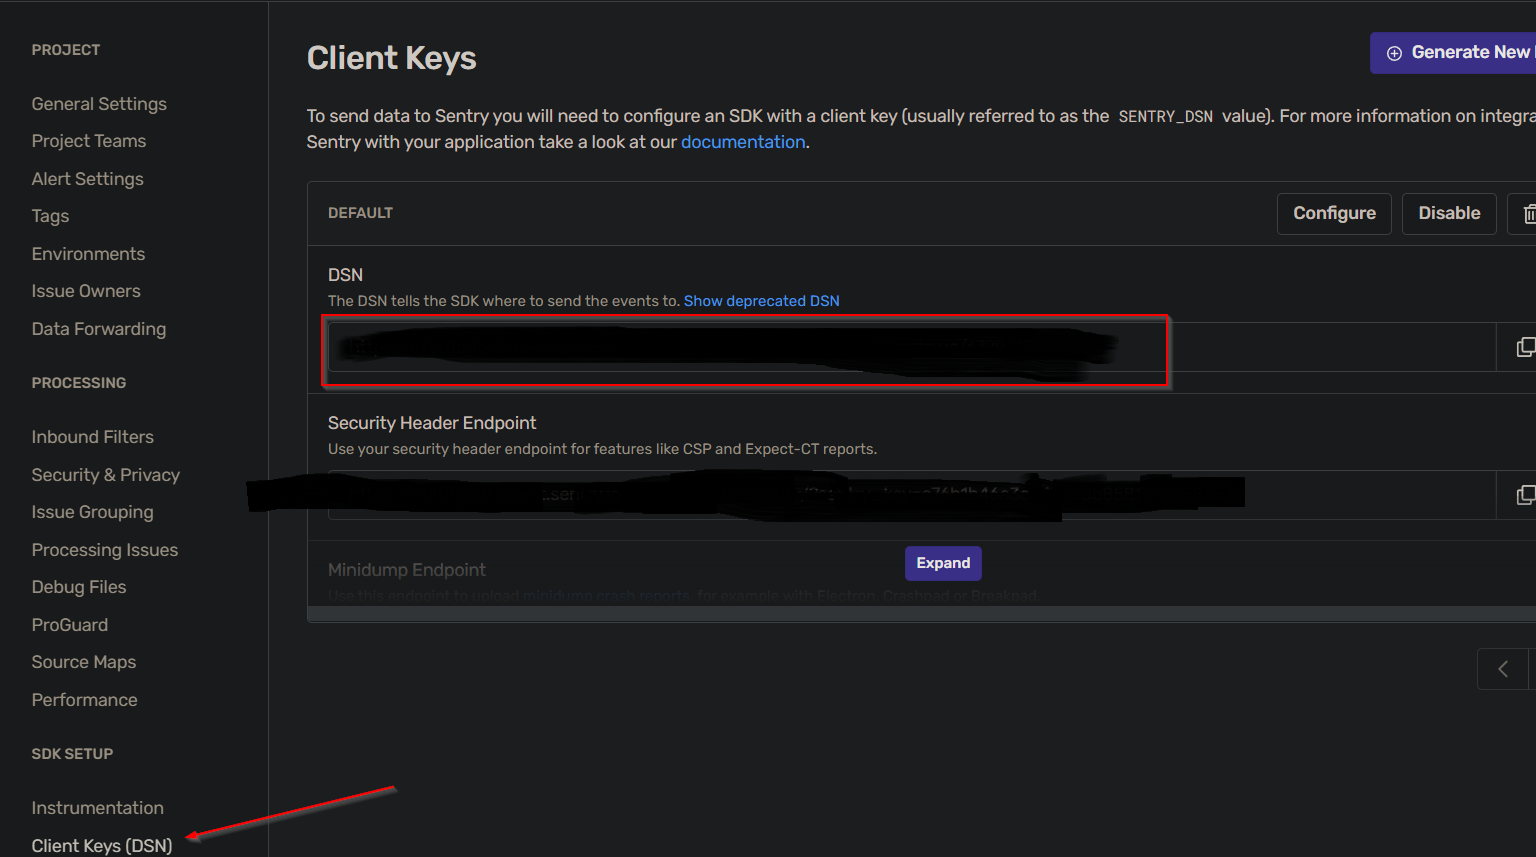 PROJECT
General Settings
Project Teams
Alert Settings
Tags
Environments
Issue Owners
Data Forwarding
PROCESSING
Inbound Filters
Security & Privacy
Issue Grouping
Processing Issues
Debug Files
ProGuard
Source Maps
Performance
SDK SETUP
Instrumentation
Client Keys (DSN)
Client Keys
Generate New
To send data to Sentry you will need to configure an SDK with a client key (usually referred to as the SENTRY_DSN value). For more information on integra
Sentry with your application take a look at our documentation.
DEFAULT
Configure
Disable
DSN
The DSN tells the SDK where to send the events to. Show deprecated DSN
Security Header Endpoint
Use your security header endpoint for features like CSP and Expect-CT reports.
Minidump Endpoint
Expand
Use this endpoint to upload minidump crash reports, for example with Electron, Crashpad or Breakpad.